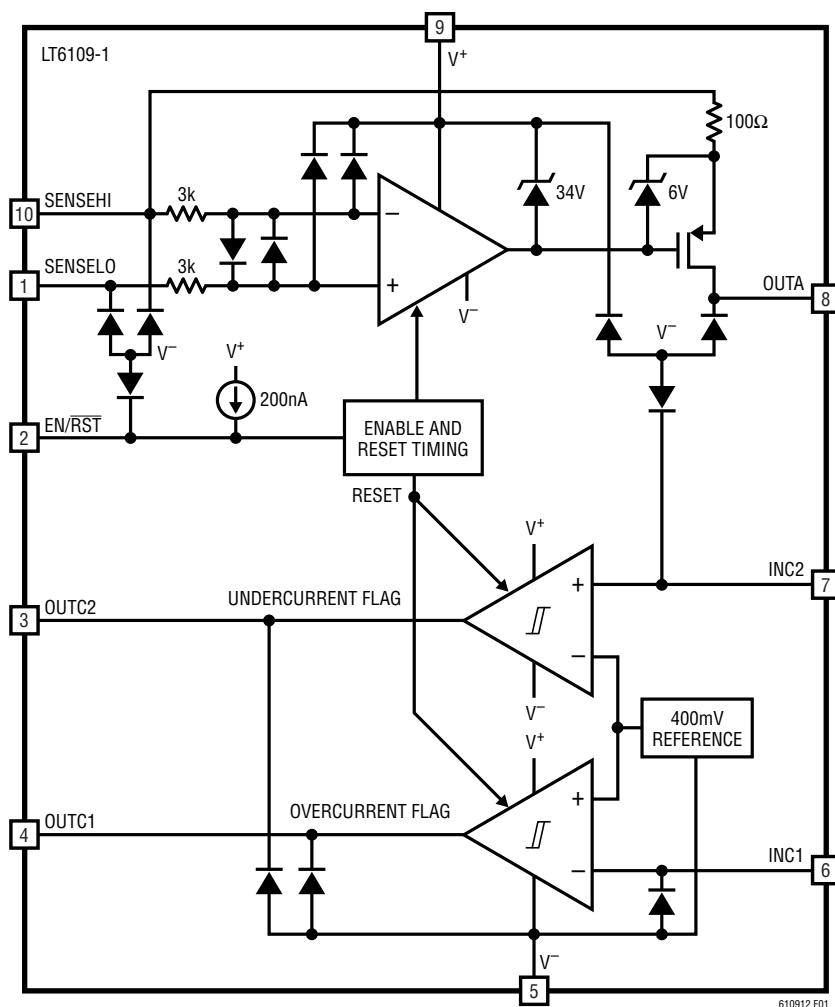 LT6109-1
9
V+
100Ω
34V
6V
3k
10 SENSEHI
−
3k
1 SENSELO
+
V−
OUTA 8
V−
V−
V+
200nA
2 EN/R̅S̅T̅
ENABLE AND
RESET TIMING
RESET
V+
+
INC2 7
3 OUTC2
UNDERCURRENT FLAG
−
V−
400mV
REFERENCE
V+
+
4 OUTC1
OVERCURRENT FLAG
−
INC1 6
V−
5
610912 F01